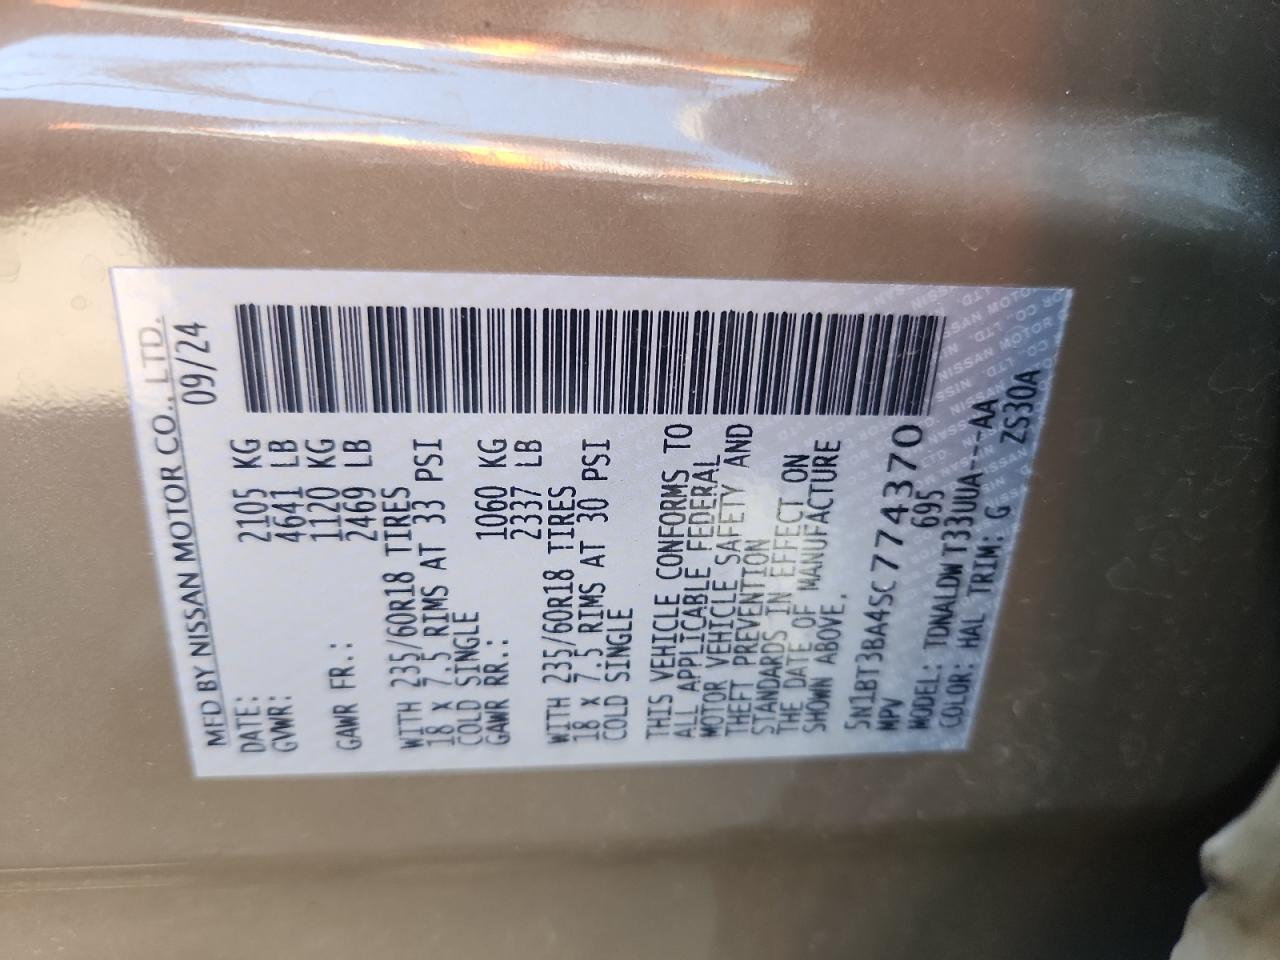 MFD BY NISSAN MOTOR CO., LTD.
DATE: 09/24
GVWR: 2105 KG
4641 LB
GAWR FR.: 1120 KG
2469 LB
WITH 235/60R18 TIRES
18 X 7.5 RIMS AT 33 PSI
COLD SINGLE
GAWR RR.: 1060 KG
2337 LB
WITH 235/60R18 TIRES
18 X 7.5 RIMS AT 30 PSI
COLD SINGLE
THIS VEHICLE CONFORMS TO
ALL APPLICABLE FEDERAL
MOTOR VEHICLE SAFETY AND
THEFT PREVENTION
STANDARDS IN EFFECT ON
THE DATE OF MANUFACTURE
SHOWN ABOVE.
5N1BT3BA4SC774370
MPV 695
MODEL: TDNALDWT33UUA---AA
COLOR: HAL TRIM: G ZS30A